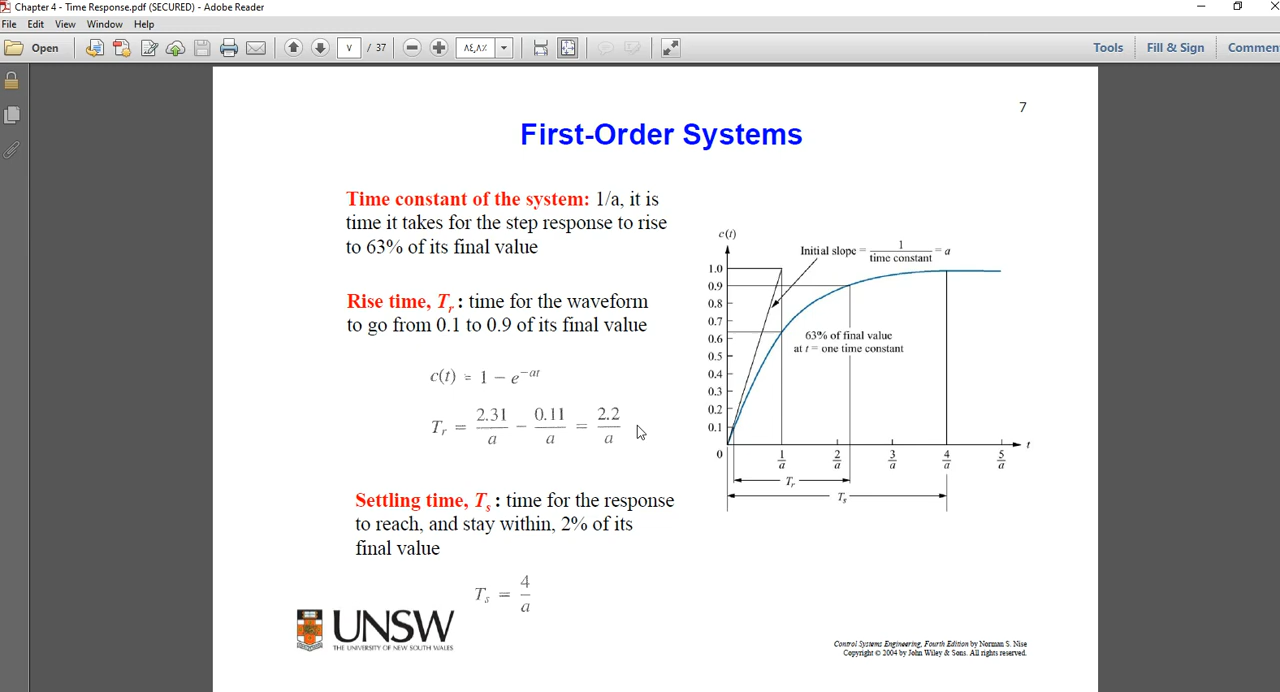 Chapter 4 - Time Response.pdf (SECURED) - Adobe Reader
File Edit View Window Help
Open
٧ / 37
٨٤٫٨٪
Tools Fill & Sign Commen
7
First-Order Systems
Time constant of the system: 1/a, it is
time it takes for the step response to rise
to 63% of its final value
Rise time, Tr : time for the waveform
to go from 0.1 to 0.9 of its final value
c(t) = 1 − e^−at
Tr = 2.31/a − 0.11/a = 2.2/a
Settling time, Ts : time for the response
to reach, and stay within, 2% of its
final value
Ts = 4/a
c(t)
Initial slope = 1/time constant = a
1.0
0.9
0.8
0.7
0.6
0.5
0.4
0.3
0.2
0.1
63% of final value
at t = one time constant
0 1/a 2/a 3/a 4/a 5/a t
Tr
Ts
UNSW
THE UNIVERSITY OF NEW SOUTH WALES
Control Systems Engineering, Fourth Edition by Norman S. Nise
Copyright © 2004 by John Wiley & Sons. All rights reserved.